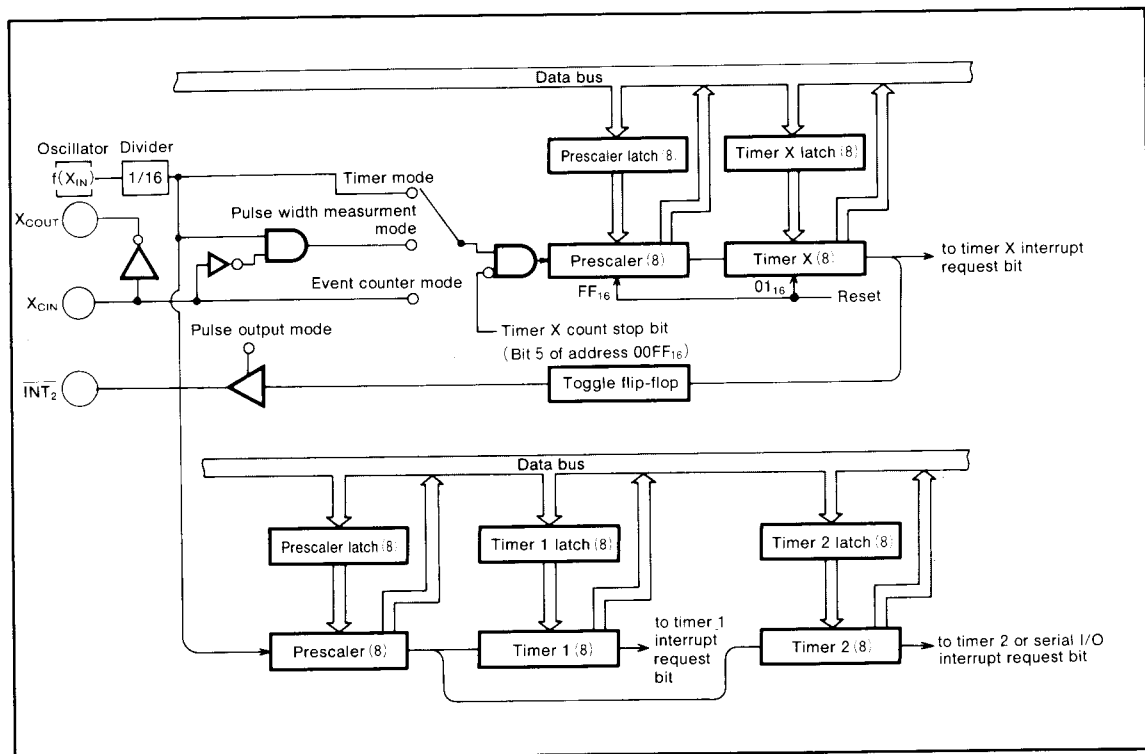 Data bus
Oscillator
Divider
f(XIN)
1/16
Prescaler latch (8)
Timer X latch (8)
Timer mode
XCOUT
Pulse width measurment
mode
Prescaler (8)
Timer X (8)
to timer X interrupt
request bit
XCIN
Event counter mode
FF16
0116
Reset
Pulse output mode
Timer X count stop bit
(Bit 5 of address 00FF16)
INT2
Toggle flip-flop
Data bus
Prescaler latch (8)
Timer 1 latch (8)
Timer 2 latch (8)
Prescaler (8)
Timer 1 (8)
to timer 1
interrupt
request
bit
Timer 2 (8)
to timer 2 or serial I/O
interrupt request bit